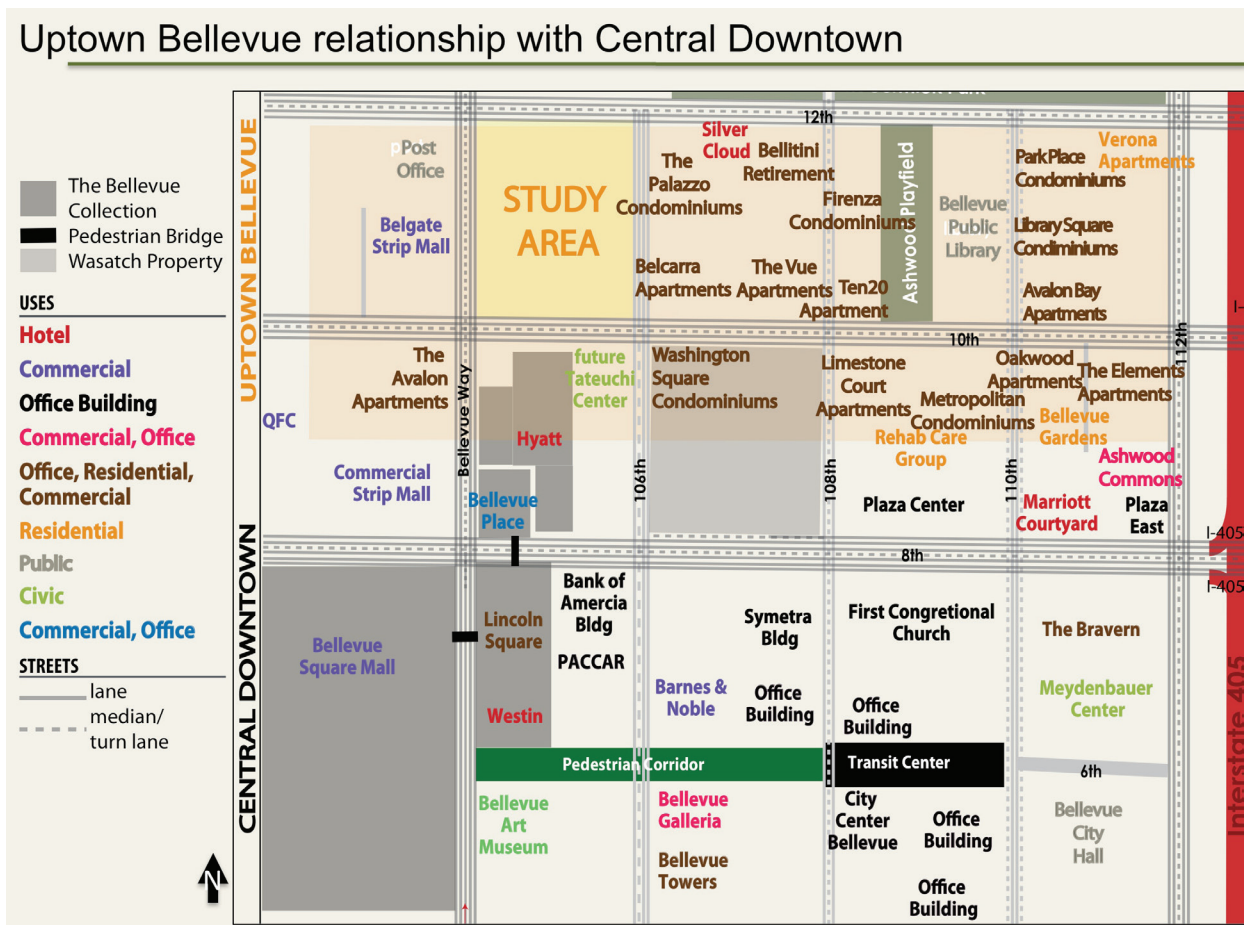 Uptown Bellevue relationship with Central Downtown
The Bellevue
Collection
Pedestrian Bridge
Wasatch Property
USES
Hotel
Commercial
Office Building
Commercial, Office
Office, Residential,
Commercial
Residential
Public
Civic
Commercial, Office
STREETS
lane
median/
turn lane
N
UPTOWN BELLEVUE
CENTRAL DOWNTOWN
12th
Post
Office
Belgate
Strip Mall
STUDY
AREA
Silver
Cloud
The
Palazzo
Condominiums
Bellitini
Retirement
Firenza
Condominiums
Ashwood Playfield
Bellevue
Public
Library
Park Place
Condominiums
Verona
Apartments
Library Square
Condiminiums
Belcarra
Apartments
The Vue
Apartments
Ten20
Apartment
Avalon Bay
Apartments
I-
10th
112th
The
Avalon
Apartments
Bellevue Way
QFC
future
Tateuchi
Center
Hyatt
Washington
Square
Condominiums
Limestone
Court
Apartments
Oakwood
Apartments
The Elements
Apartments
Metropolitan
Condominiums
Bellevue
Gardens
Rehab Care
Group
Ashwood
Commons
Commercial
Strip Mall
Bellevue
Place
106th
108th
110th
Plaza Center
Marriott
Courtyard
Plaza
East
I-405
8th
I-405
Bellevue
Square Mall
Lincoln
Square
Bank of
Amercia
Bldg
PACCAR
Symetra
Bldg
First Congretional
Church
The Bravern
Westin
Barnes &
Noble
Office
Building
Office
Building
Meydenbauer
Center
Interstate 405
Pedestrian Corridor
Transit Center
6th
Bellevue
Art
Museum
Bellevue
Galleria
Bellevue
Towers
City
Center
Bellevue
Office
Building
Office
Building
Bellevue
City
Hall